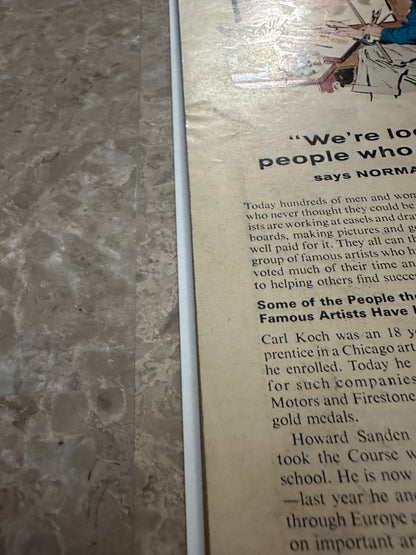 "We're lo
people who
says NORMA
Today hundreds of men and wom
who never thought they could be
ists are working at easels and draw
boards, making pictures and ge
well paid for it. They all can t
group of famous artists who h
voted much of their time an
to helping others find succe
Some of the People th
Famous Artists Have
Carl Koch was an 18 y
prentice in a Chicago art
he enrolled. Today he
for such companies
Motors and Firestone
gold medals.
Howard Sanden
took the Course w
school. He is now
—last year he an
through Europe a
on important ar